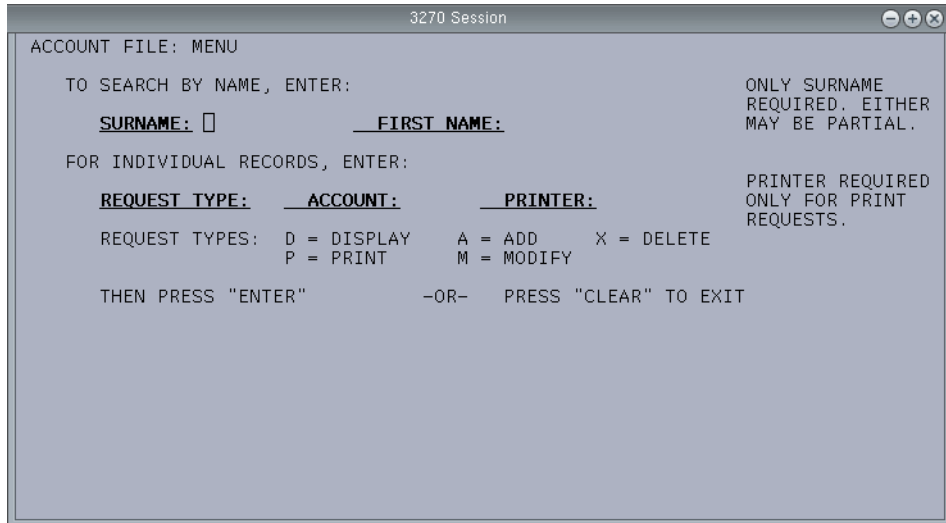 3270 Session
ACCOUNT FILE: MENU
TO SEARCH BY NAME, ENTER:
ONLY SURNAME
REQUIRED. EITHER
MAY BE PARTIAL.
SURNAME: FIRST NAME:
FOR INDIVIDUAL RECORDS, ENTER:
PRINTER REQUIRED
ONLY FOR PRINT
REQUESTS.
REQUEST TYPE: ACCOUNT: PRINTER:
REQUEST TYPES: D = DISPLAY A = ADD X = DELETE
P = PRINT M = MODIFY
THEN PRESS "ENTER" -OR- PRESS "CLEAR" TO EXIT